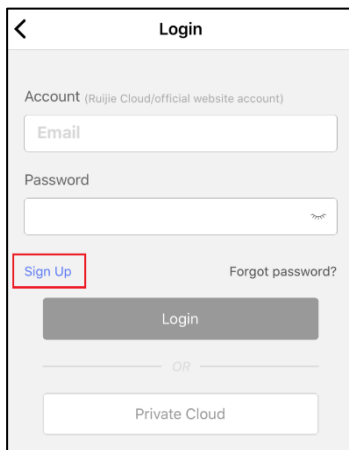 Login
Account (Ruijie Cloud/official website account)
Email
Password
Sign Up Forgot password?
Login
OR
Private Cloud